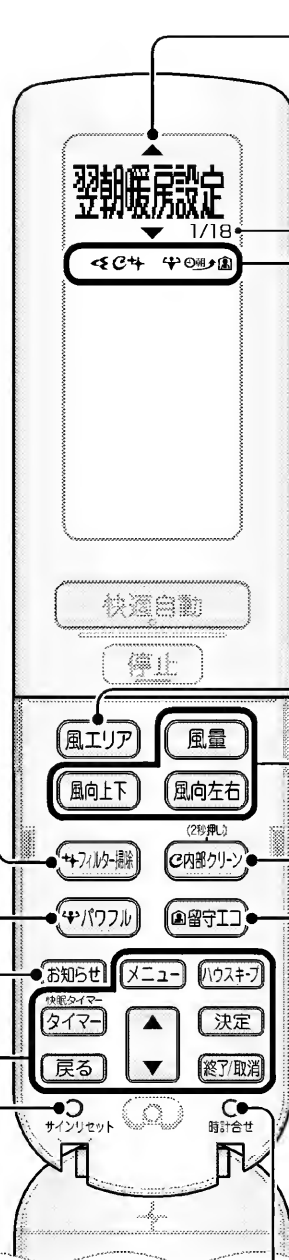 翌朝暖房設定
1/18
快適自動
停止
風エリア
風量
風向上下
風向左右
(2秒押し)
フィルター掃除
内部クリーン
パワフル
留守エコ
お知らせ
メニュー
ハウスキープ
快眠タイマー
タイマー
決定
戻る
終了/取消
サインリセット
時計合せ